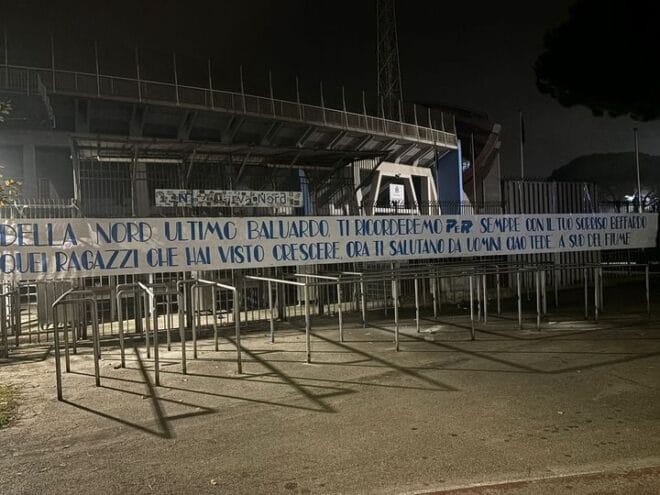 DELLA NORD ULTIMO BALUARDO, TI RICORDEREMO PER SEMPRE CON IL TUO SORRISO BEFFARDO
QUEI RAGAZZI CHE HAI VISTO CRESCERE, ORA TI SALUTANO DA UOMINI CIAO TEDE A SUD DEL FIUME